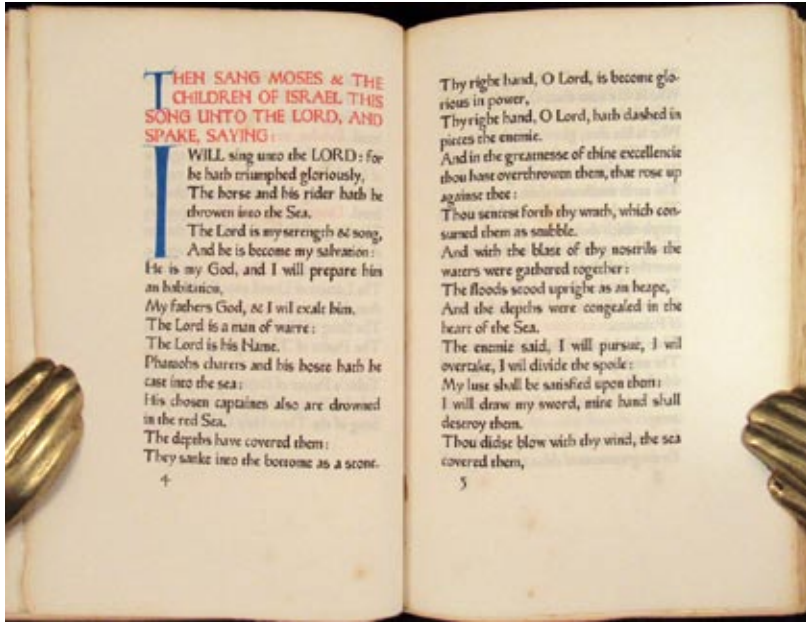 THEN SANG MOSES & THE
CHILDREN OF ISRAEL THIS
SONG UNTO THE LORD, AND
SPAKE, SAYING:
I WILL sing unto the LORD: for
he hath triumphed gloriously,
The horse and his rider hath he
throwen into the Sea.
The Lord is my strength & song,
And he is become my salvation:
He is my God, and I will prepare him
an habitation,
My fathers God, & I wil exalt him.
The Lord is a man of warre:
The Lord is his Name.
Pharaohs charets and his hoste hath he
cast into the sea:
His chosen captaines also are drowned
in the red Sea.
The depths have covered them:
They sanke into the bottome as a stone.
4
Thy right hand, O Lord, is become glo-
rious in power,
Thy right hand, O Lord, hath dashed in
pieces the enemie.
And in the greatnesse of thine excellencie
thou hast overthrowen them, that rose up
against thee:
Thou sentest forth thy wrath, which con-
sumed them as stubble.
And with the blast of thy nostrils the
waters were gathered together:
The floods stood upright as an heape,
And the depths were congealed in the
heart of the Sea.
The enemie said, I will pursue, I wil
overtake, I wil divide the spoile:
My lust shall be satisfied upon them:
I will draw my sword, mine hand shall
destroy them.
Thou didst blow with thy wind, the sea
covered them,
5